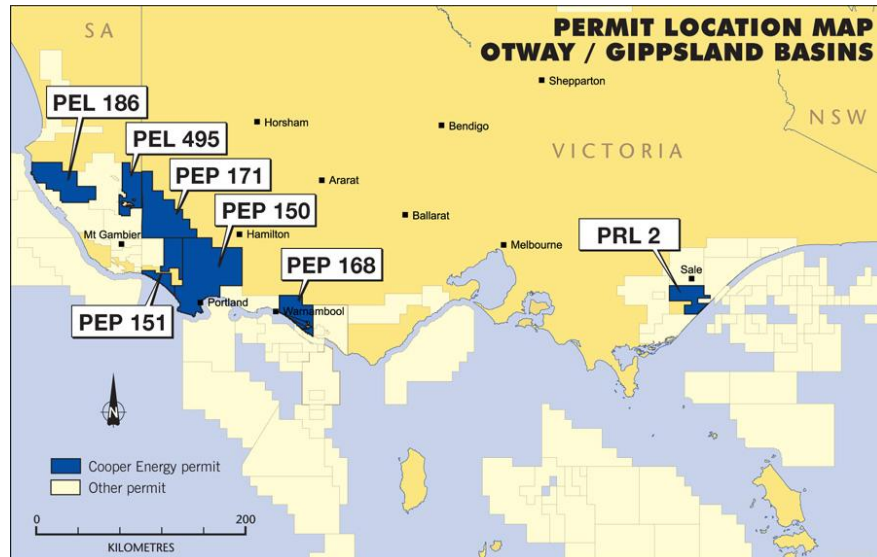 PERMIT LOCATION MAP
OTWAY / GIPPSLAND BASINS
SA
NSW
VICTORIA
Shepparton
PEL 186
PEL 495
Horsham
Bendigo
PEP 171
Ararat
PEP 150
Ballarat
Mt Gambier
Hamilton
Melbourne
PRL 2
PEP 168
Sale
Portland
Warnambool
PEP 151
N
Cooper Energy permit
Other permit
0 200
KILOMETRES